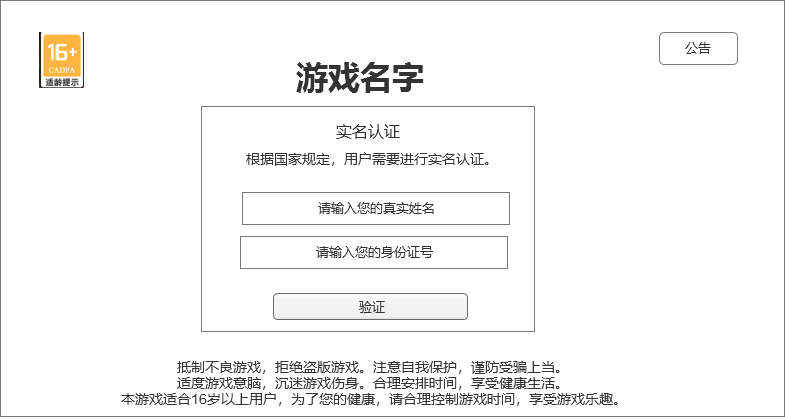 16+
CADPA
适龄提示
公告
游戏名字
实名认证
根据国家规定，用户需要进行实名认证。
请输入您的真实姓名
请输入您的身份证号
验证
抵制不良游戏，拒绝盗版游戏。注意自我保护，谨防受骗上当。
适度游戏意脑，沉迷游戏伤身。合理安排时间，享受健康生活。
本游戏适合16岁以上用户，为了您的健康，请合理控制游戏时间，享受游戏乐趣。